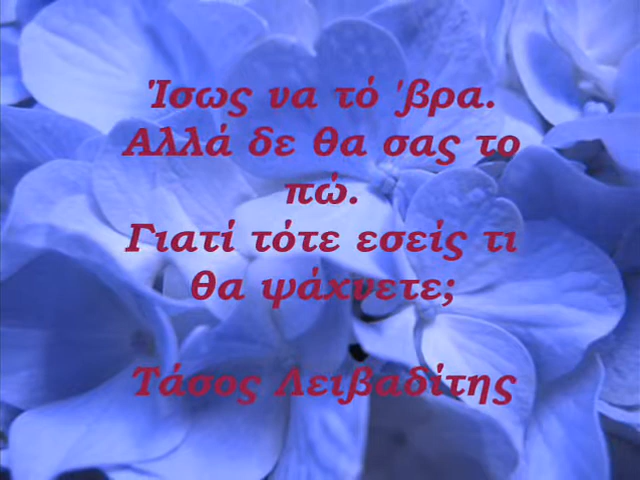 Ίσως να τό 'βρα.
Αλλά δε θα σας το
πώ.
Γιατί τότε εσείς τι
θα ψάχνετε;
Τάσος Λειβαδίτης